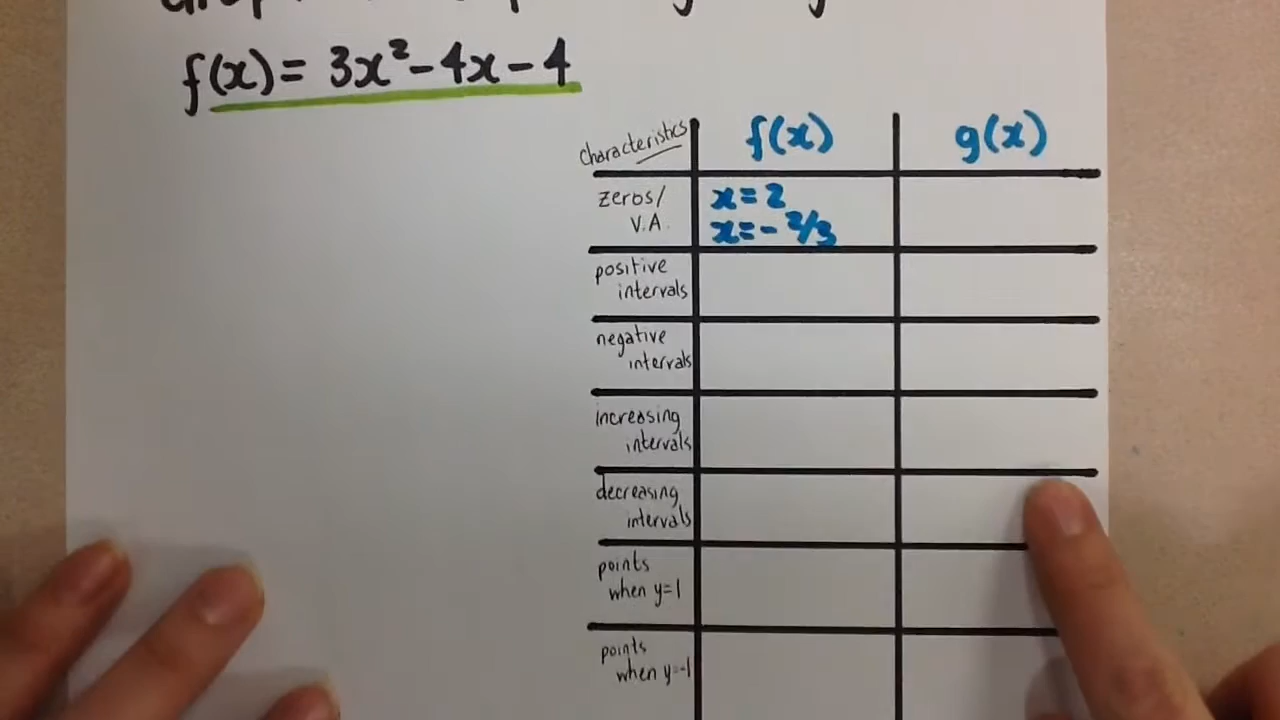 f(x) = 3x² - 4x - 4
characteristics f(x) g(x)
zeros/
V.A.
x = 2
x = - 2/3
positive
intervals
negative
intervals
increasing
intervals
decreasing
intervals
points
when y=1
points
when y=-1